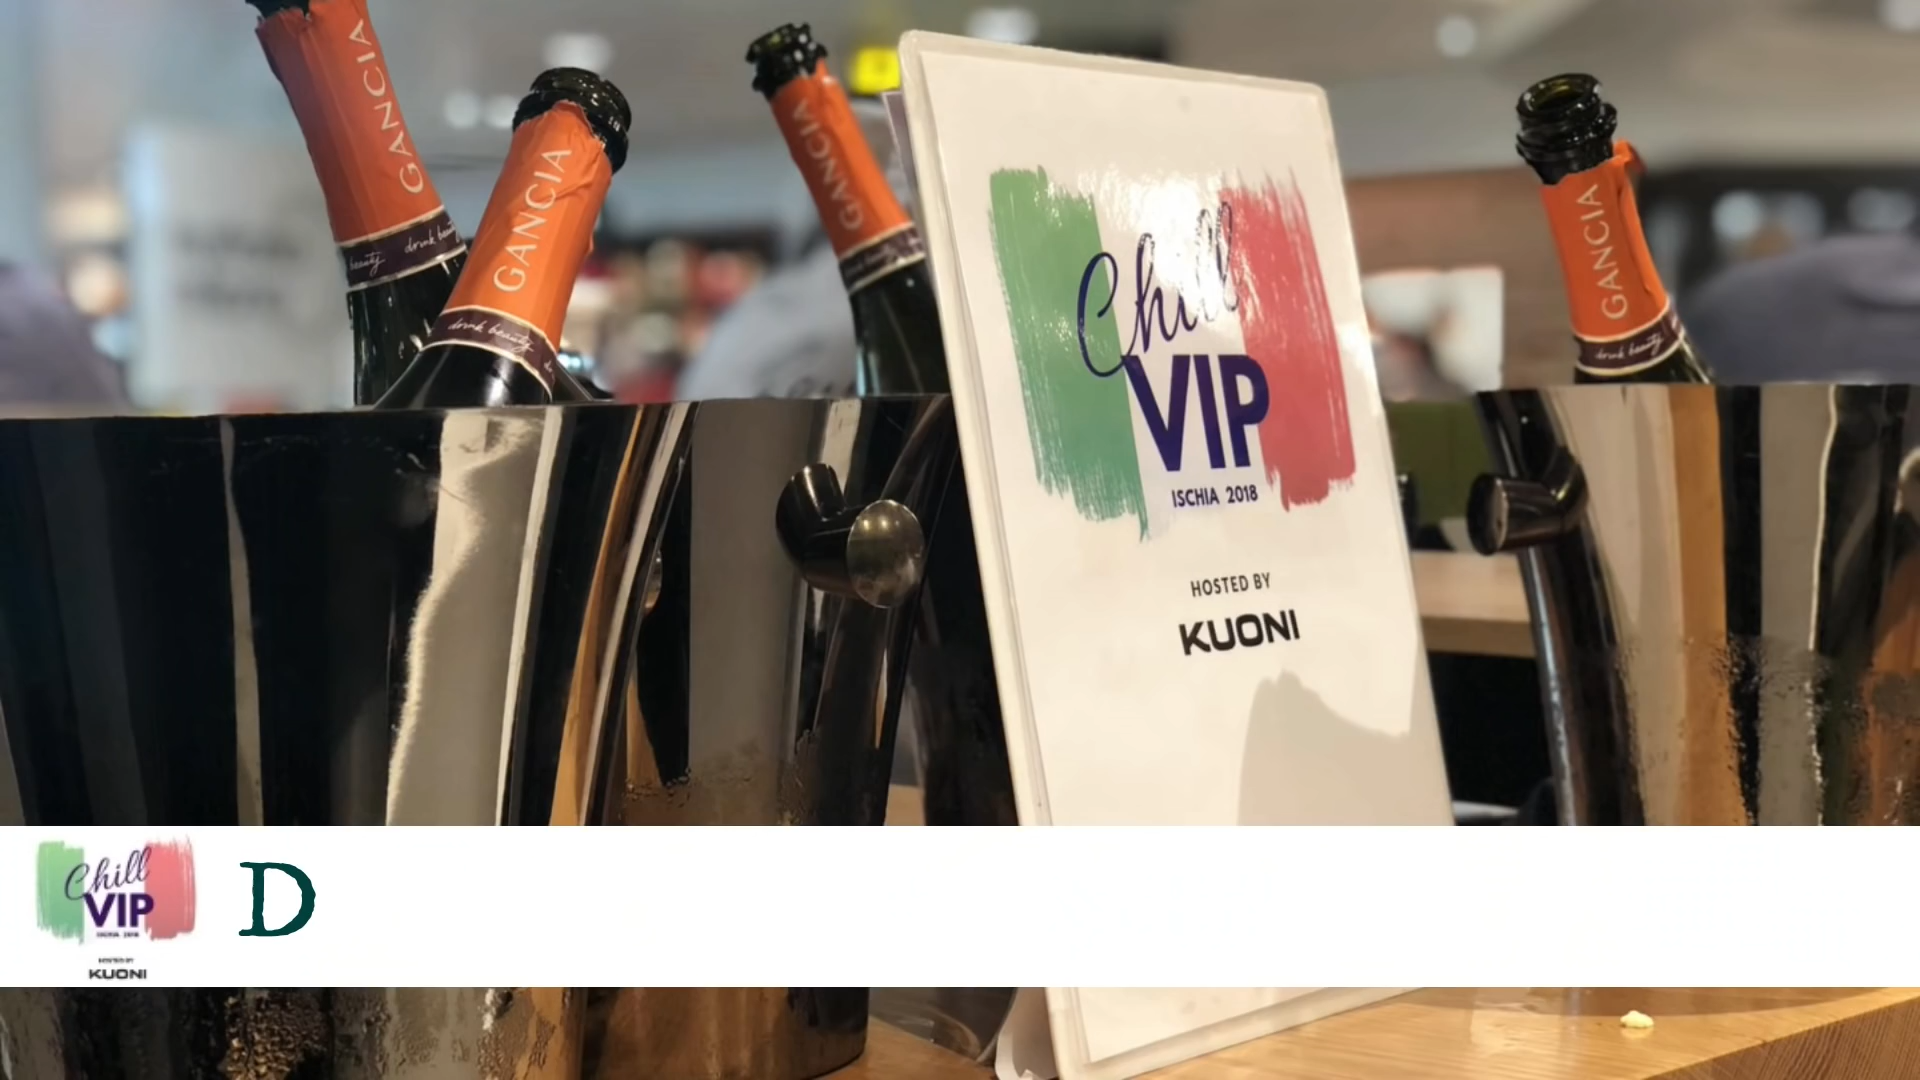 GANCIA
drink beauty
beauty
GANCIA
drink beauty
GANCIA
Chill
VIP
ISCHIA 2018
HOSTED BY
KUONI
GANCIA
drink beauty
Chill
VIP
ISCHIA 2018
HOSTED BY
KUONI
D